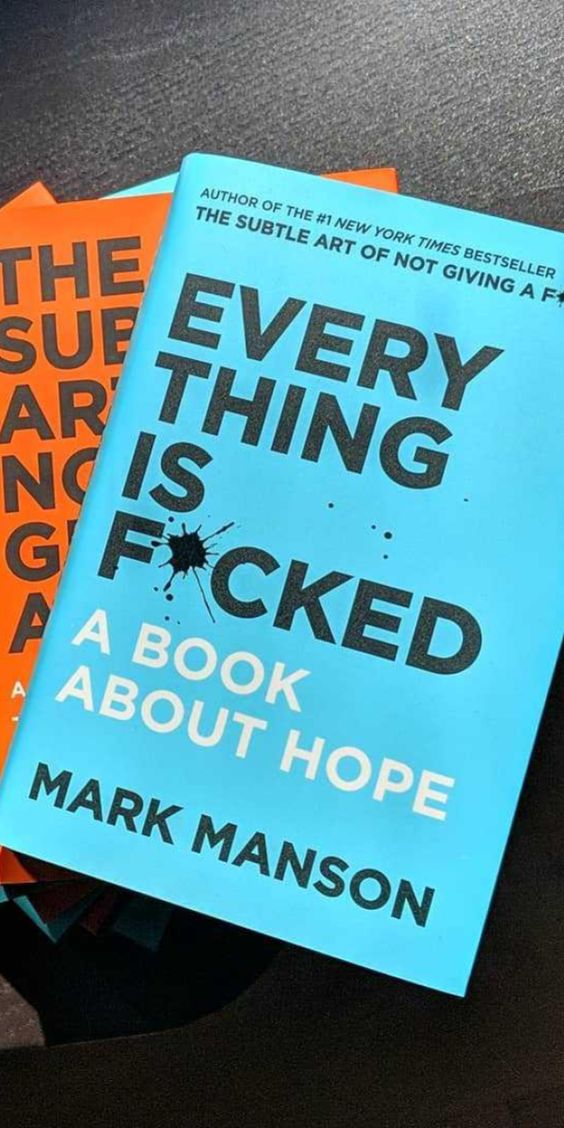 AUTHOR OF THE #1 NEW YORK TIMES BESTSELLER
THE SUBTLE ART OF NOT GIVING A F*
EVERY
THING
IS
F*CKED
A BOOK
ABOUT HOPE
MARK MANSON
THE
SUB
AR
NO
G
A
A